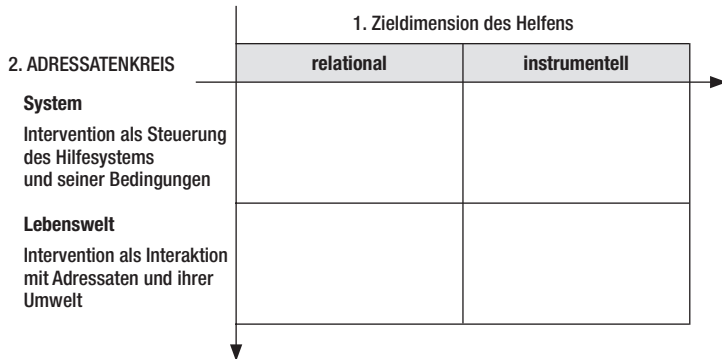 1. Zieldimension des Helfens
2. ADRESSATENKREIS
relational
instrumentell
System
Intervention als Steuerung
des Hilfesystems
und seiner Bedingungen
Lebenswelt
Intervention als Interaktion
mit Adressaten und ihrer
Umwelt